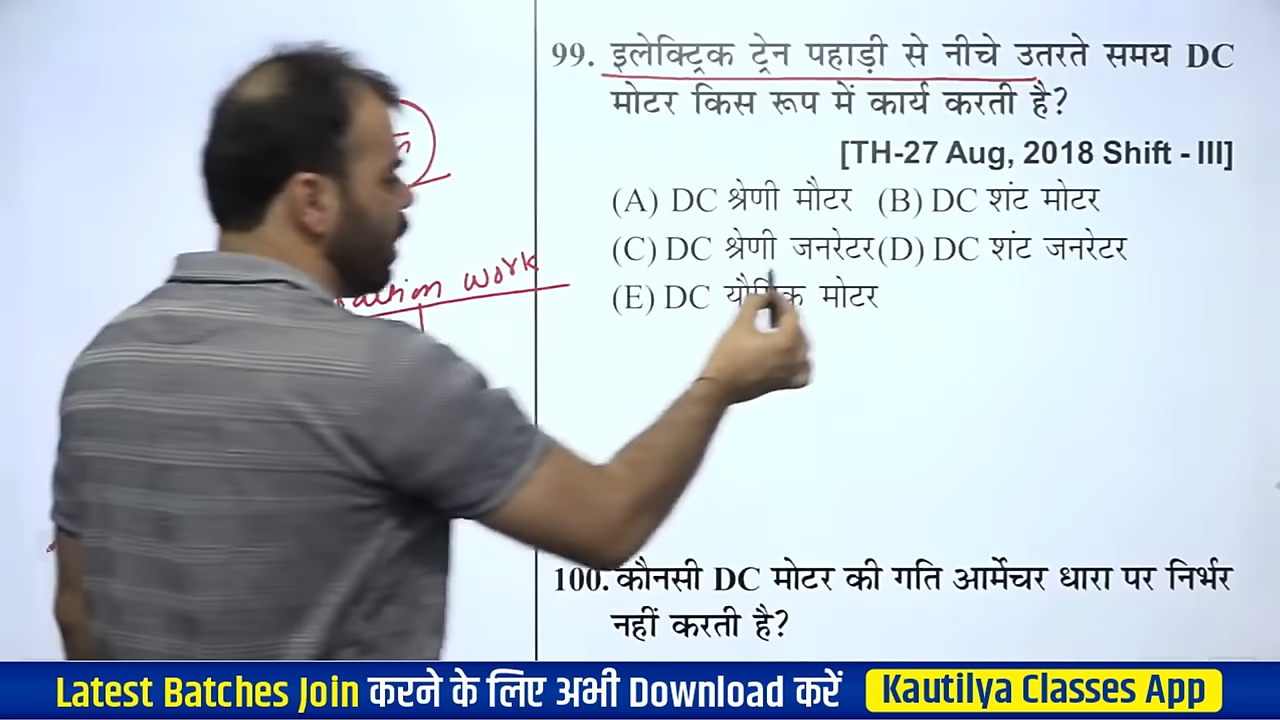 work
99. इलेक्ट्रिक ट्रेन पहाड़ी से नीचे उतरते समय DC
मोटर किस रूप में कार्य करती है?
[TH-27 Aug, 2018 Shift - III]
(A) DC श्रेणी मौटर (B) DC शंट मोटर
(C) DC श्रेणी जनरेटर (D) DC शंट जनरेटर
(E) DC मोटर
100. कौनसी DC मोटर की गति आर्मेचर धारा पर निर्भर
नहीं करती है?
Latest Batches Join करने के लिए अभी Download करें Kautilya Classes App